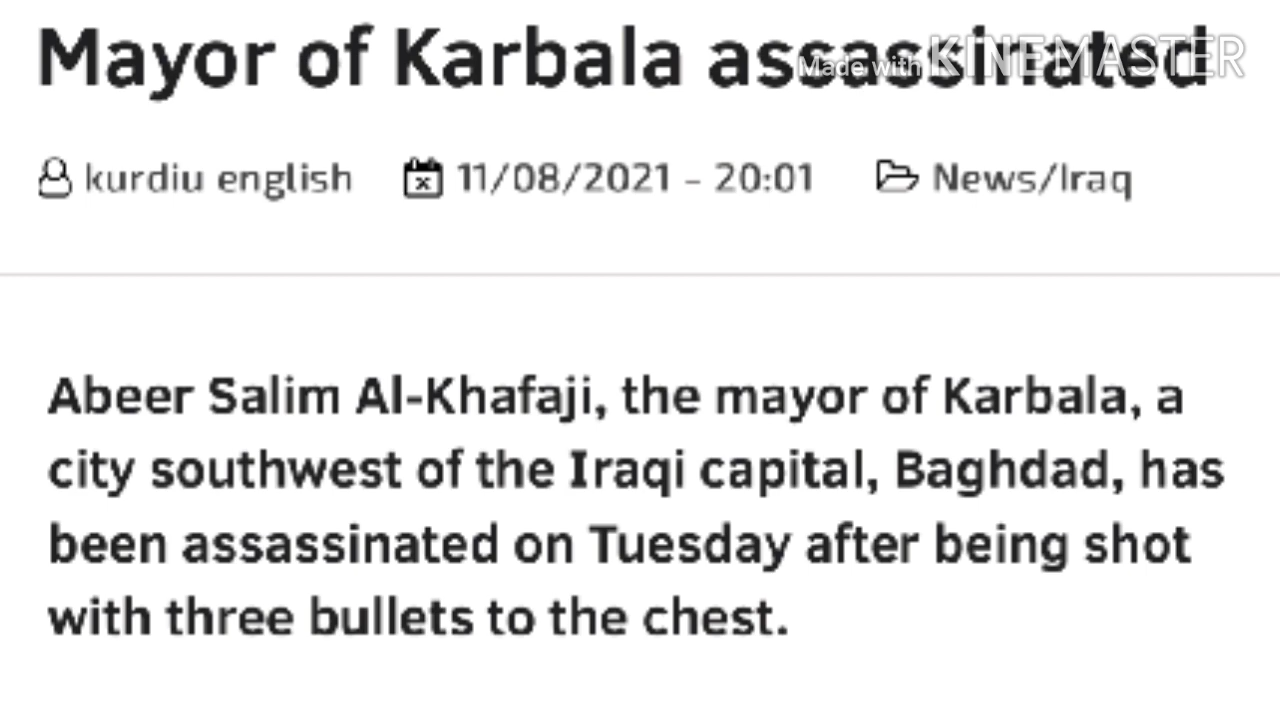 Mayor of Karbala assassinated
Made with KINEMASTER
kurdiu english 11/08/2021 - 20:01 News/Iraq
Abeer Salim Al-Khafaji, the mayor of Karbala, a
city southwest of the Iraqi capital, Baghdad, has
been assassinated on Tuesday after being shot
with three bullets to the chest.